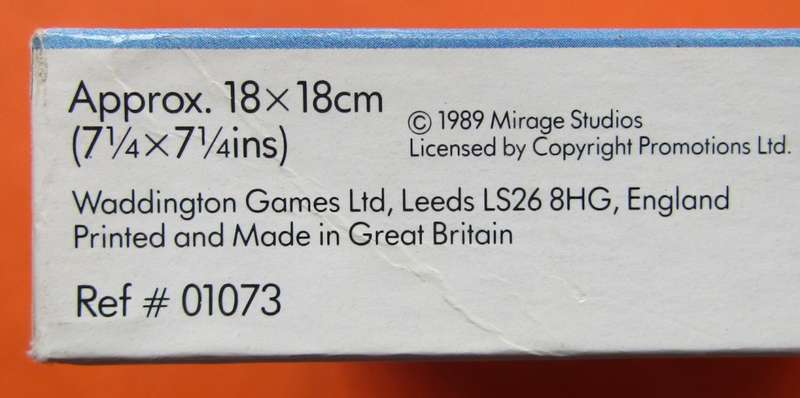 Approx. 18×18cm
(7¼×7¼ins)
© 1989 Mirage Studios
Licensed by Copyright Promotions Ltd.
Waddington Games Ltd, Leeds LS26 8HG, England
Printed and Made in Great Britain
Ref # 01073